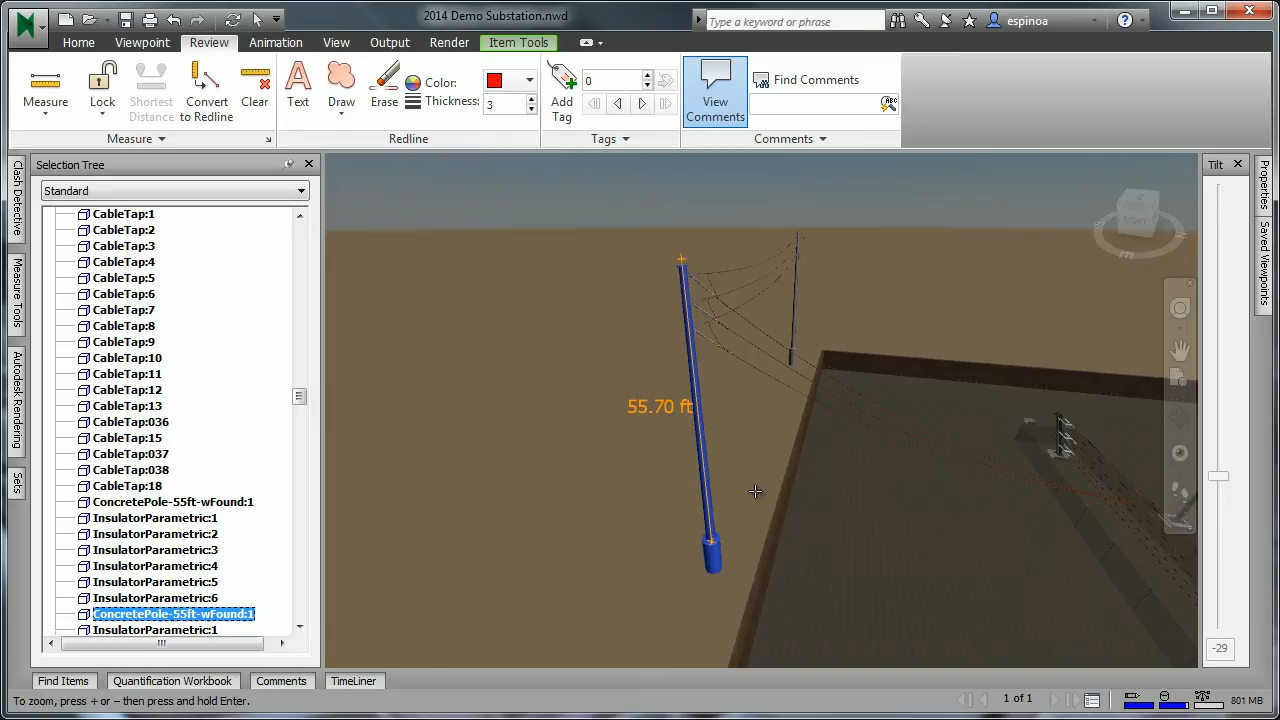 2014 Demo Substation.nwd
Type a keyword or phrase
espinoa
Home
Viewpoint
Review
Animation
View
Output
Render
Item Tools
Measure
Lock
Shortest
Distance
Convert
to Redline
Clear
Text
Draw
Erase
Color:
Thickness:
3
Add
Tag
0
View
Comments
Find Comments
Measure
Redline
Tags
Comments
Clash Detective
Measure Tools
Autodesk Rendering
Sets
Selection Tree
Standard
CableTap:1
CableTap:2
CableTap:3
CableTap:4
CableTap:5
CableTap:6
CableTap:7
CableTap:8
CableTap:9
CableTap:10
CableTap:11
CableTap:12
CableTap:13
CableTap:036
CableTap:15
CableTap:037
CableTap:038
CableTap:18
ConcretePole-55ft-wFound:1
InsulatorParametric:1
InsulatorParametric:2
InsulatorParametric:3
InsulatorParametric:4
InsulatorParametric:5
InsulatorParametric:6
ConcretePole-55ft-wFound:1
InsulatorParametric:1
55.70 ft
RIGHT
Tilt
-29
Properties
Saved Viewpoints
Find Items
Quantification Workbook
Comments
TimeLiner
To zoom, press + or – then press and hold Enter.
1 of 1
801 MB